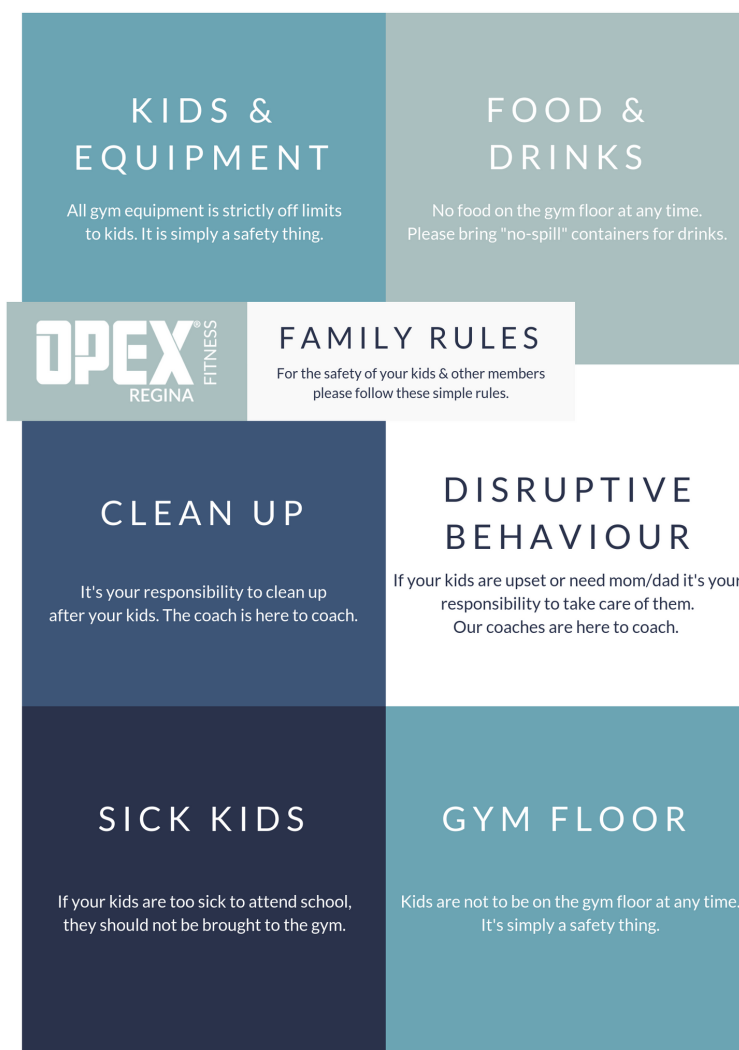 KIDS &
EQUIPMENT
All gym equipment is strictly off limits
to kids. It is simply a safety thing.
FOOD &
DRINKS
No food on the gym floor at any time.
Please bring "no-spill" containers for drinks.
OPEX®
FITNESS
REGINA
FAMILY RULES
For the safety of your kids & other members
please follow these simple rules.
CLEAN UP
It's your responsibility to clean up
after your kids. The coach is here to coach.
DISRUPTIVE
BEHAVIOUR
If your kids are upset or need mom/dad it's your
responsibility to take care of them.
Our coaches are here to coach.
SICK KIDS
If your kids are too sick to attend school,
they should not be brought to the gym.
GYM FLOOR
Kids are not to be on the gym floor at any time.
It's simply a safety thing.